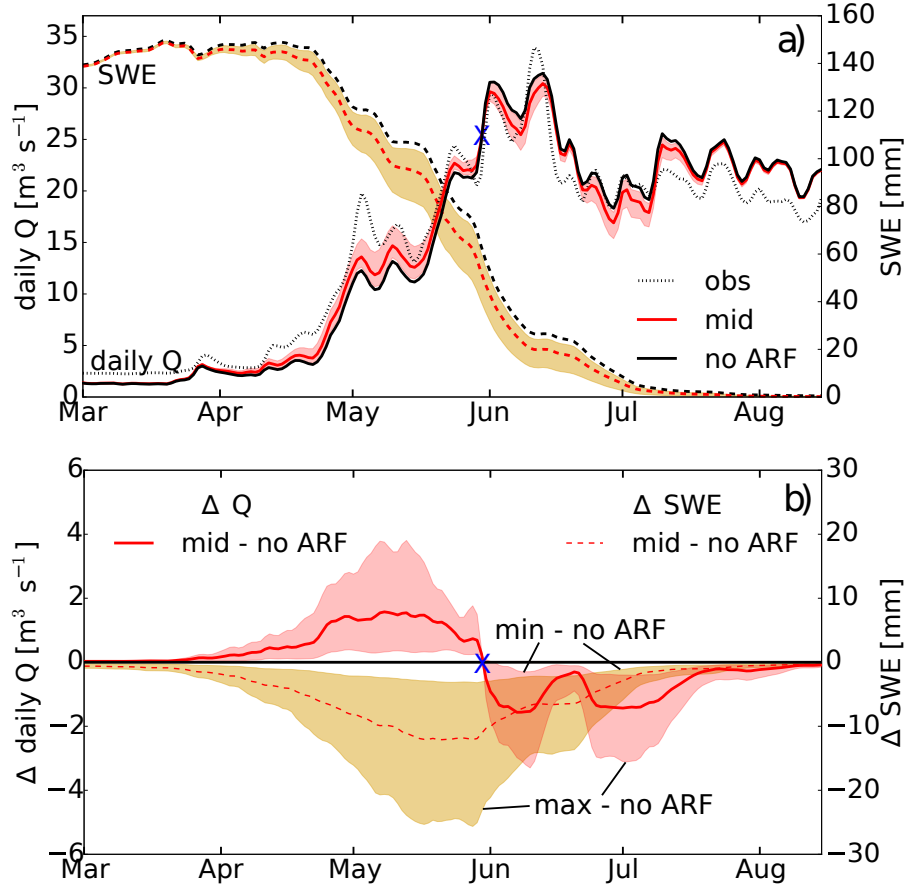 a)
SWE
daily Q
obs
mid
no ARF
daily Q [m³ s⁻¹]
0
5
10
15
20
25
30
35
SWE [mm]
0
20
40
60
80
100
120
140
160
Mar Apr May Jun Jul Aug
b)
Δ Q
mid - no ARF
Δ SWE
mid - no ARF
min - no ARF
max - no ARF
Δ daily Q [m³ s⁻¹]
6
4
2
0
−2
−4
−6
Δ SWE [mm]
30
20
10
0
−10
−20
−30
Mar Apr May Jun Jul Aug